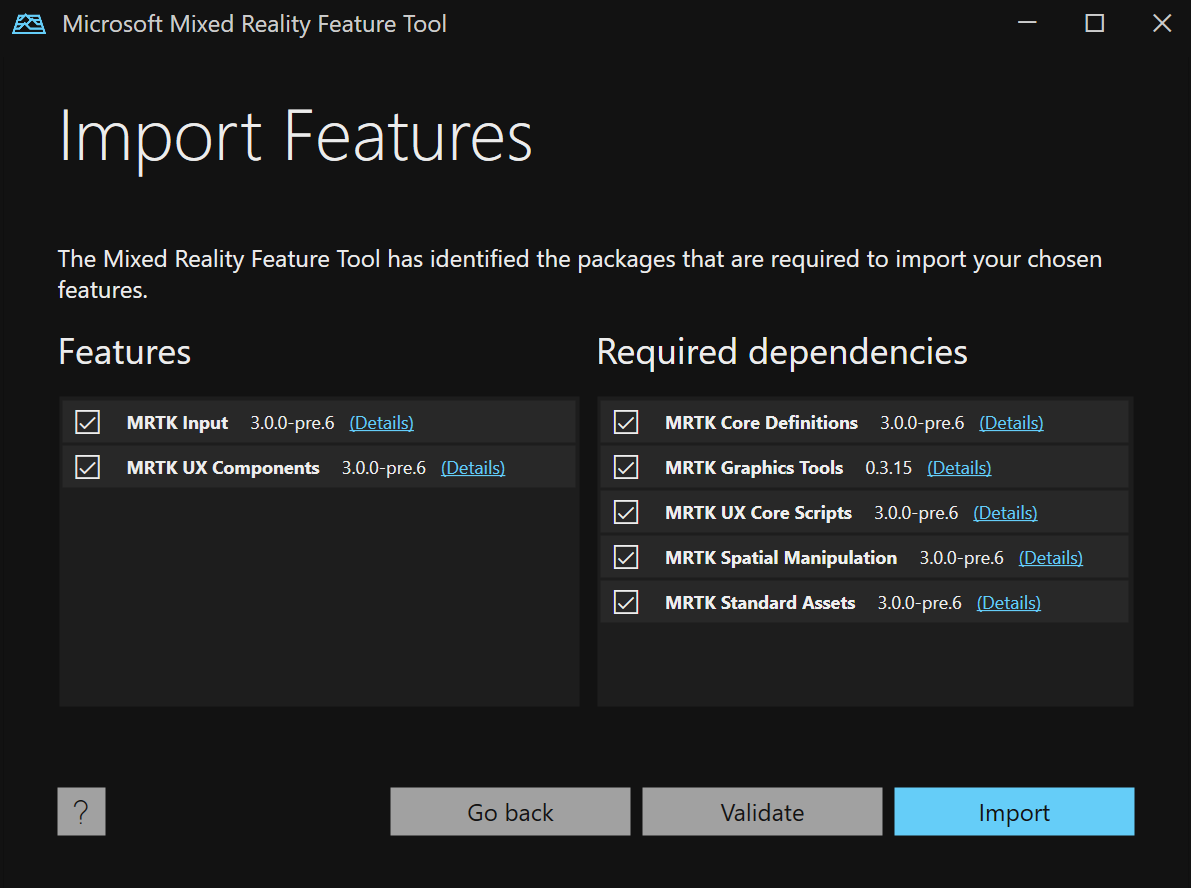 Microsoft Mixed Reality Feature Tool
Import Features
The Mixed Reality Feature Tool has identified the packages that are required to import your chosen
features.
Features
MRTK Input 3.0.0-pre.6 (Details)
MRTK UX Components 3.0.0-pre.6 (Details)
Required dependencies
MRTK Core Definitions 3.0.0-pre.6 (Details)
MRTK Graphics Tools 0.3.15 (Details)
MRTK UX Core Scripts 3.0.0-pre.6 (Details)
MRTK Spatial Manipulation 3.0.0-pre.6 (Details)
MRTK Standard Assets 3.0.0-pre.6 (Details)
? Go back Validate Import